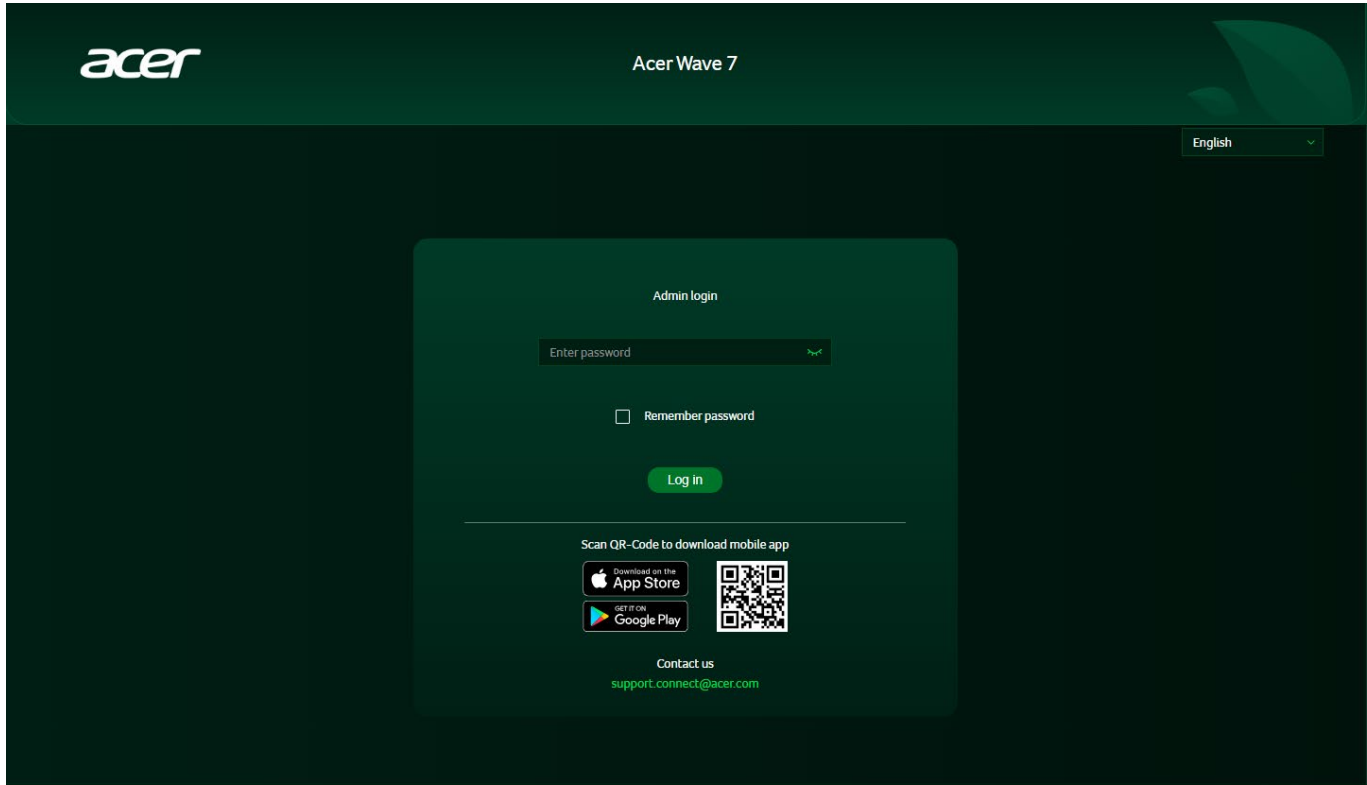 acer
Acer Wave 7
English
Admin login
Enter password
Remember password
Log in
Scan QR-Code to download mobile app
Download on the
App Store
GET IT ON
Google Play
Contact us
support.connect@acer.com